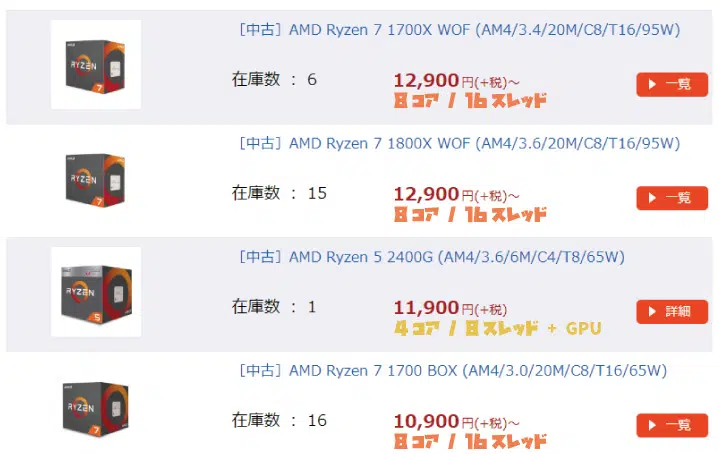 ［中古］AMD Ryzen 7 1700X WOF (AM4/3.4/20M/C8/T16/95W)
RYZEN
7
在庫数 ： 6
12,900円(+税)～
一覧
8コア / 16スレッド
［中古］AMD Ryzen 7 1800X WOF (AM4/3.6/20M/C8/T16/95W)
RYZEN
7
在庫数 ： 15
12,900円(+税)～
一覧
8コア / 16スレッド
［中古］AMD Ryzen 5 2400G (AM4/3.6/6M/C4/T8/65W)
RYZEN
5
在庫数 ： 1
11,900円(+税)
詳細
4コア / 8スレッド + GPU
［中古］AMD Ryzen 7 1700 BOX (AM4/3.0/20M/C8/T16/65W)
RYZEN
7
在庫数 ： 16
10,900円(+税)～
一覧
8コア / 16スレッド